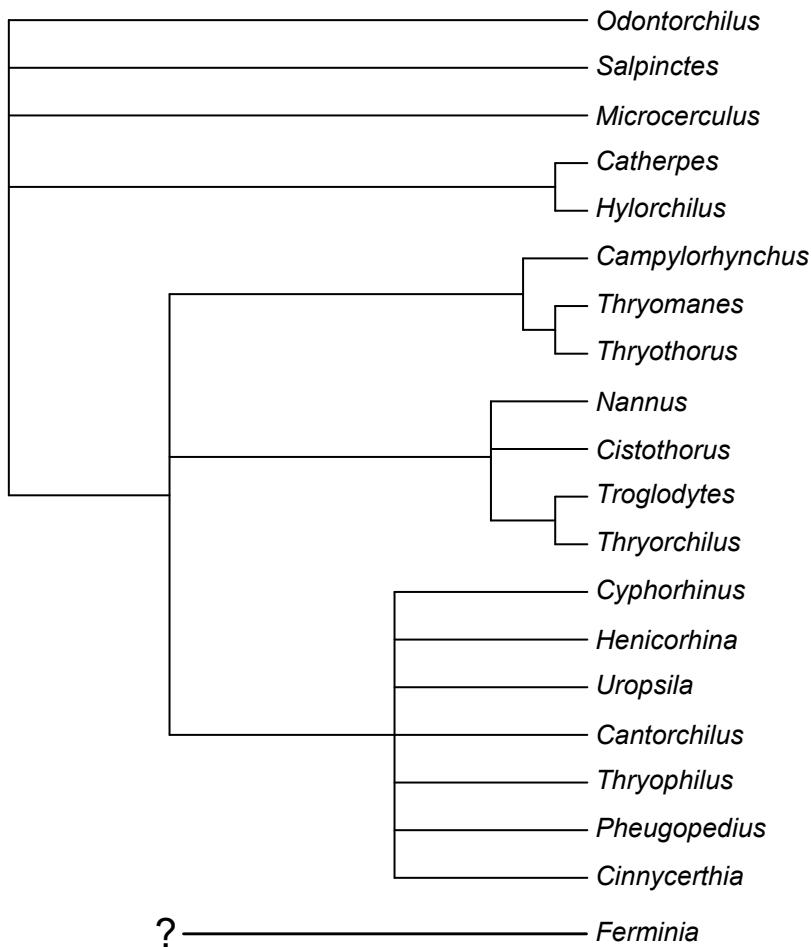 Odontorchilus
Salpinctes
Microcerculus
Catherpes
Hylorchilus
Campylorhynchus
Thryomanes
Thryothorus
Nannus
Cistothorus
Troglodytes
Thryorchilus
Cyphorhinus
Henicorhina
Uropsila
Cantorchilus
Thryophilus
Pheugopedius
Cinnycerthia
? Ferminia